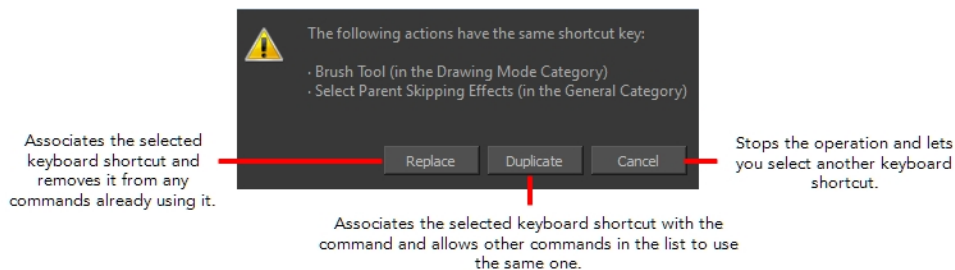 The following actions have the same shortcut key:
· Brush Tool (in the Drawing Mode Category)
· Select Parent Skipping Effects (in the General Category)
Associates the selected
keyboard shortcut and
removes it from any
commands already using it.
Replace
Duplicate
Cancel
Stops the operation and lets
you select another keyboard
shortcut.
Associates the selected keyboard shortcut with the
command and allows other commands in the list to use
the same one.